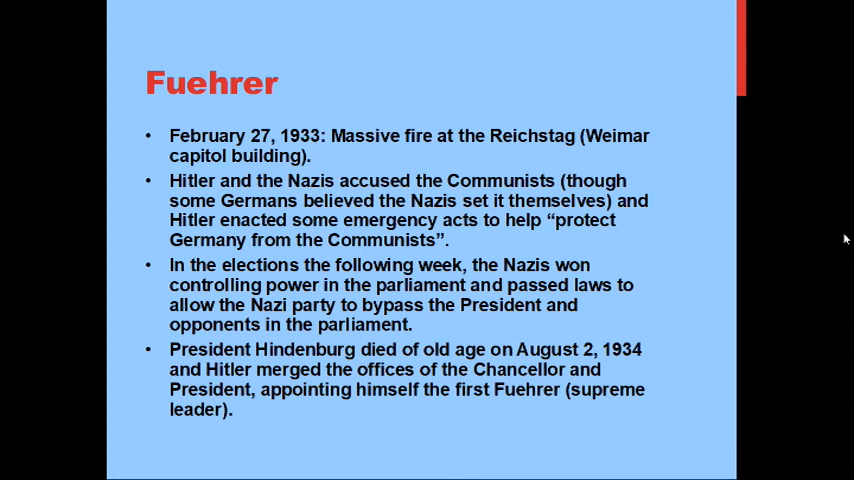 Fuehrer
• February 27, 1933: Massive fire at the Reichstag (Weimar
capitol building).
• Hitler and the Nazis accused the Communists (though
some Germans believed the Nazis set it themselves) and
Hitler enacted some emergency acts to help “protect
Germany from the Communists”.
• In the elections the following week, the Nazis won
controlling power in the parliament and passed laws to
allow the Nazi party to bypass the President and
opponents in the parliament.
• President Hindenburg died of old age on August 2, 1934
and Hitler merged the offices of the Chancellor and
President, appointing himself the first Fuehrer (supreme
leader).